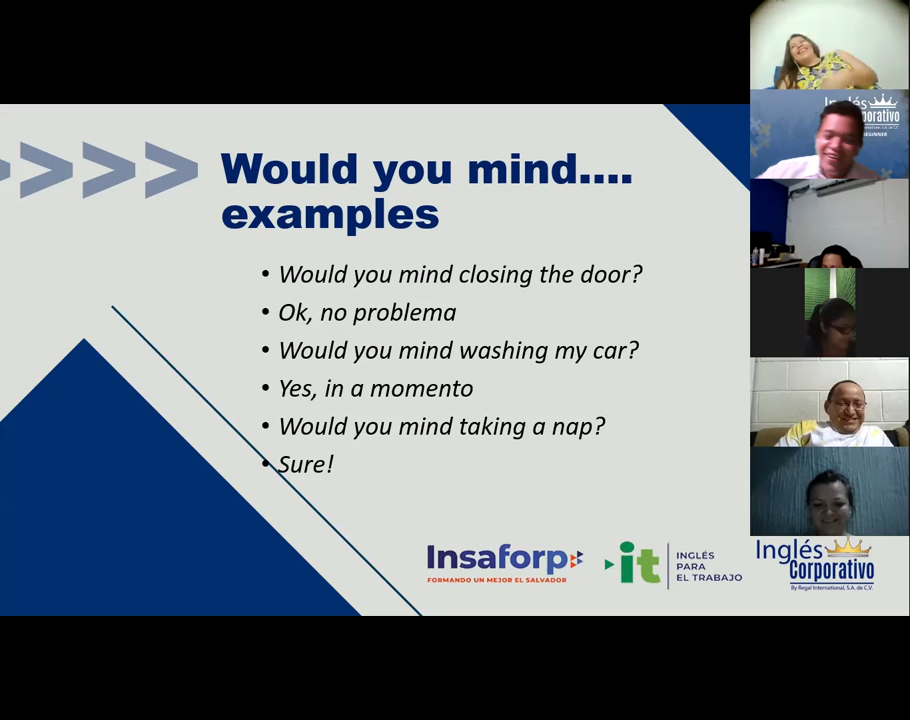 Would you mind....
examples
• Would you mind closing the door?
• Ok, no problema
• Would you mind washing my car?
• Yes, in a momento
• Would you mind taking a nap?
• Sure!
Insaforp
FORMANDO UN MEJOR EL SALVADOR
it
INGLÉS
PARA
EL TRABAJO
Inglés
Corporativo
By Regal International, S.A. de C.V.